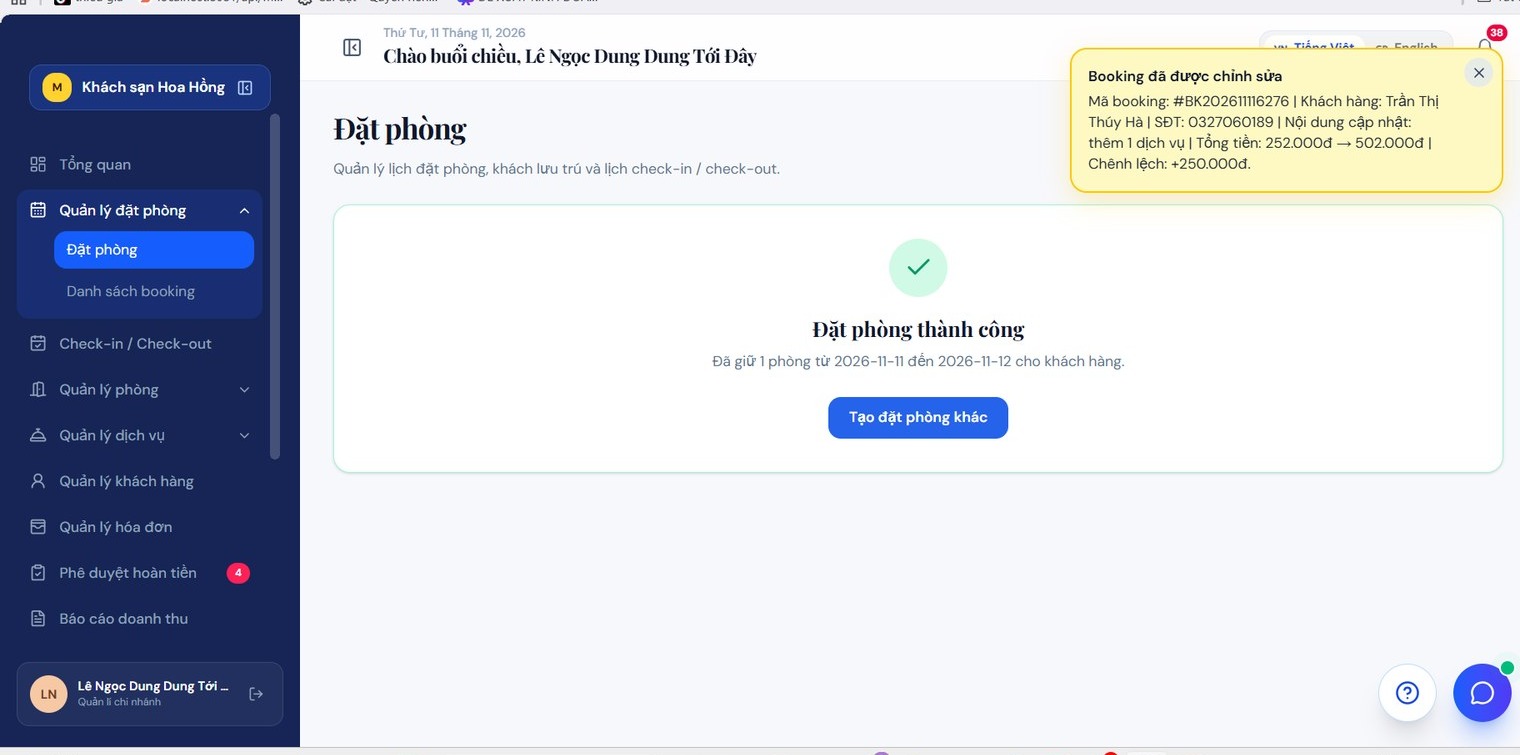 Thứ Tư, 11 Tháng 11, 2026
Chào buổi chiều, Lê Ngọc Dung Dung Tới Đây
Tiếng Việt
English
38
M
Khách sạn Hoa Hồng
Tổng quan
Quản lý đặt phòng
Đặt phòng
Danh sách booking
Check-in / Check-out
Quản lý phòng
Quản lý dịch vụ
Quản lý khách hàng
Quản lý hóa đơn
Phê duyệt hoàn tiền
4
Báo cáo doanh thu
LN
Lê Ngọc Dung Dung Tới ...
Quản lí chi nhánh
Đặt phòng
Quản lý lịch đặt phòng, khách lưu trú và lịch check-in / check-out.
Booking đã được chỉnh sửa
Mã booking: #BK202611116276 | Khách hàng: Trần Thị
Thúy Hà | SĐT: 0327060189 | Nội dung cập nhật:
thêm 1 dịch vụ | Tổng tiền: 252.000đ → 502.000đ |
Chênh lệch: +250.000đ.
Đặt phòng thành công
Đã giữ 1 phòng từ 2026-11-11 đến 2026-11-12 cho khách hàng.
Tạo đặt phòng khác